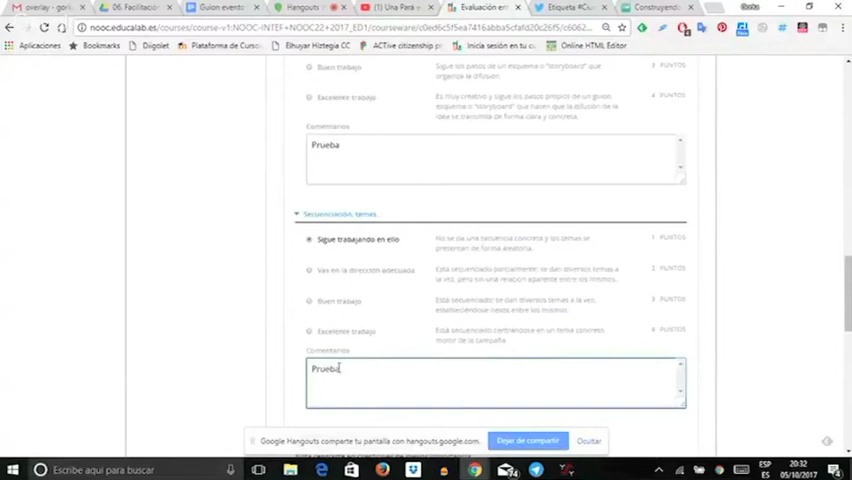 overlay - gork
06. Facilitación
Guion evento
Hangouts
(1) Una Para e
Evaluación en
Etiqueta #Ciu
Construyendo
Gorka
nooc.educalab.es/courses/course-v1:NOOC-INTEF+NOOC22+2017_ED1/courseware/c0ed6c5f5ea7416abba5cfafd20c26f5/c6062...
Aplicaciones
Bookmarks
Diigolet
Plataforma de Curso
Elhuyar Hiztegia CC
ACTive citizenship pr
Inicia sesión en tu c
Online HTML Editor
Buen trabajo
Sigue los pasos de un esquema o "storyboard" que
organiza la difusión.
3 PUNTOS
Excelente trabajo
Es muy creativo y sigue los pasos propios de un guion,
esquema o "storyboard" que hacen que la difusión de la
idea se transmita de forma clara y concreta.
4 PUNTOS
Comentarios
Prueba
Secuenciación, temas...
Sigue trabajando en ello
No se da una secuencia concreta y los temas se
presentan de forma aleatoria.
1 PUNTOS
Vas en la dirección adecuada
Está secuenciado parcialmente: se dan diversos temas a
la vez, pero sin una relación aparente entre los mismos.
2 PUNTOS
Buen trabajo
Está secuenciado: se dan diversos temas a la vez,
estableciéndose nexos entre los mismos.
3 PUNTOS
Excelente trabajo
Está secuenciado centrándose en un tema concreto
motor de la campaña
4 PUNTOS
Comentarios
Prueba
Google Hangouts comparte tu pantalla con hangouts.google.com.
Dejar de compartir
Ocultar
Escribe aquí para buscar
ESP
ES
20:32
05/10/2017